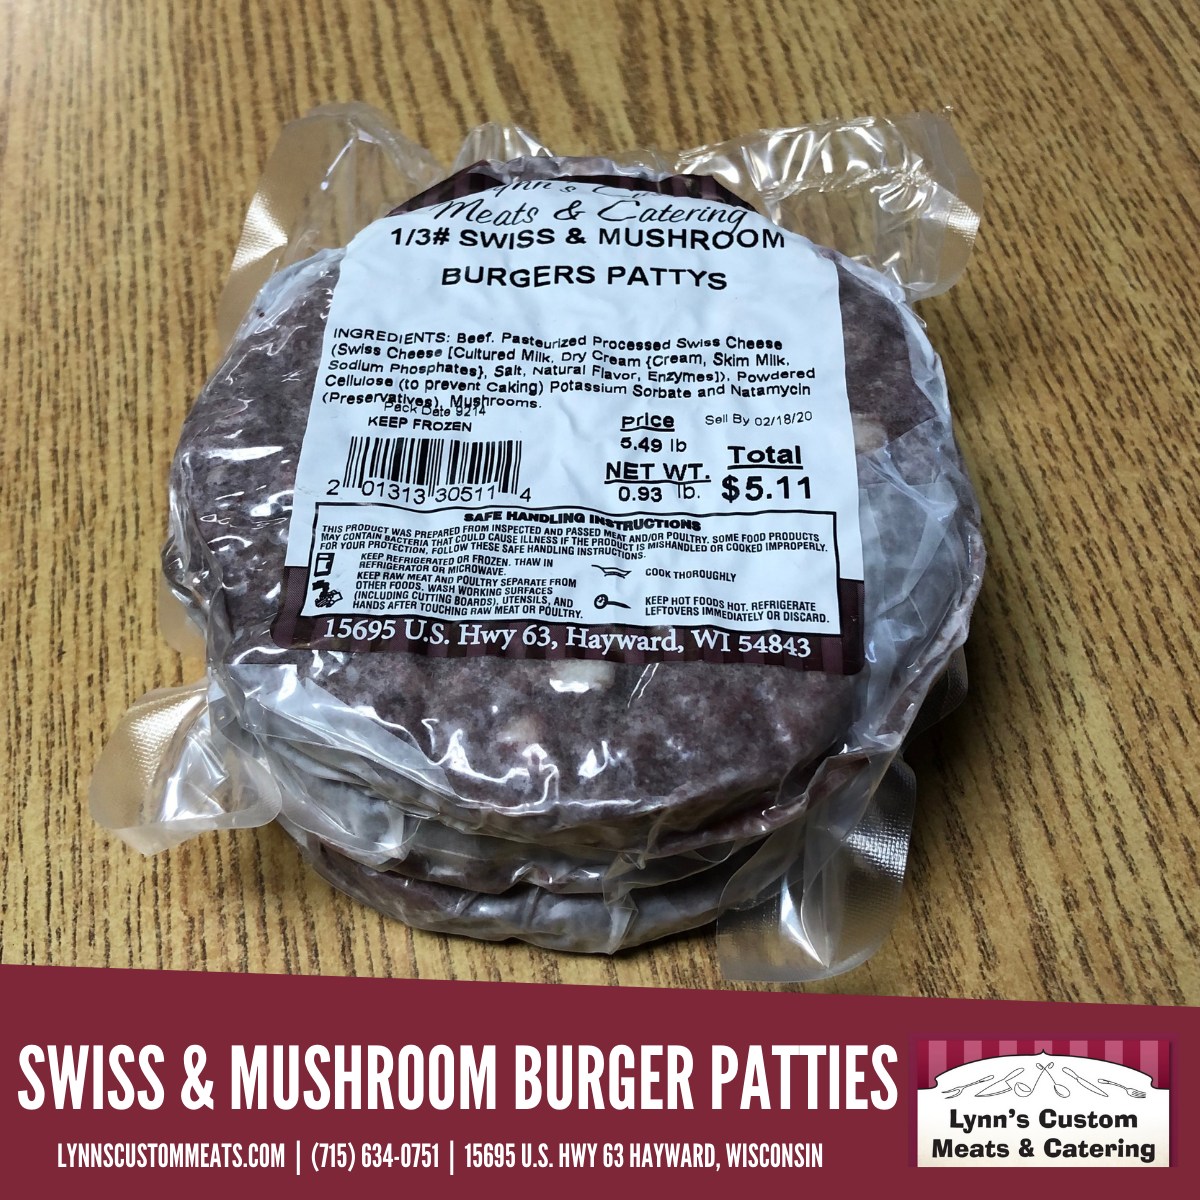 Meats & Catering
1/3# SWISS & MUSHROOM
BURGERS PATTYS
INGREDIENTS: Beef. Pasteurized Processed Swiss Cheese
(Swiss Cheese [Cultured Milk, Dry Cream {Cream, Skim Milk,
Sodium Phosphates}, Salt, Natural Flavor, Enzymes]), Powdered
Cellulose (to prevent Caking) Potassium Sorbate and Natamycin
(Preservatives), Mushrooms.
Pack Date 9214
KEEP FROZEN
Price
Sell By 02/18/20
5.49 lb
Total
NET WT.
0.93 lb.
$5.11
2 01313 30511 4
SAFE HANDLING INSTRUCTIONS
THIS PRODUCT WAS PREPARED FROM INSPECTED AND PASSED MEAT AND/OR POULTRY. SOME FOOD PRODUCTS
MAY CONTAIN BACTERIA THAT COULD CAUSE ILLNESS IF THE PRODUCT IS MISHANDLED OR COOKED IMPROPERLY.
FOR YOUR PROTECTION, FOLLOW THESE SAFE HANDLING INSTRUCTIONS.
KEEP REFRIGERATED OR FROZEN. THAW IN
REFRIGERATOR OR MICROWAVE.
KEEP RAW MEAT AND POULTRY SEPARATE FROM
OTHER FOODS. WASH WORKING SURFACES
(INCLUDING CUTTING BOARDS), UTENSILS, AND
HANDS AFTER TOUCHING RAW MEAT OR POULTRY.
COOK THOROUGHLY
KEEP HOT FOODS HOT. REFRIGERATE
LEFTOVERS IMMEDIATELY OR DISCARD.
15695 U.S. Hwy 63, Hayward, WI 54843
SWISS & MUSHROOM BURGER PATTIES
LYNNSCUSTOMMEATS.COM | (715) 634-0751 | 15695 U.S. HWY 63 HAYWARD, WISCONSIN
Lynn's Custom
Meats & Catering